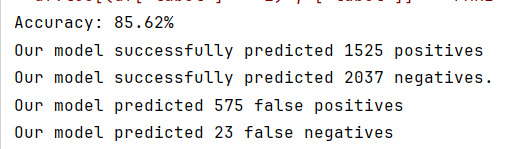 Accuracy: 85.62%
Our model successfully predicted 1525 positives
Our model successfully predicted 2037 negatives.
Our model predicted 575 false positives
Our model predicted 23 false negatives